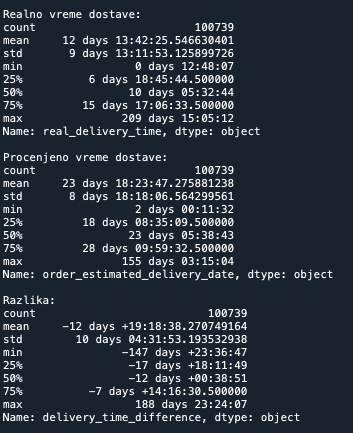 Realno vreme dostave:
count 100739
mean 12 days 13:42:25.546630401
std 9 days 13:11:53.125899726
min 0 days 12:48:07
25% 6 days 18:45:44.500000
50% 10 days 05:32:44
75% 15 days 17:06:33.500000
max 209 days 15:05:12
Name: real_delivery_time, dtype: object
Procenjeno vreme dostave:
count 100739
mean 23 days 18:23:47.275881238
std 8 days 18:18:06.564299561
min 2 days 00:11:32
25% 18 days 08:35:09.500000
50% 23 days 05:38:43
75% 28 days 09:59:32.500000
max 155 days 03:15:04
Name: order_estimated_delivery_date, dtype: object
Razlika:
count 100739
mean -12 days +19:18:38.270749164
std 10 days 04:31:53.193532938
min -147 days +23:36:47
25% -17 days +18:11:49
50% -12 days +00:38:51
75% -7 days +14:16:30.500000
max 188 days 23:24:07
Name: delivery_time_difference, dtype: object